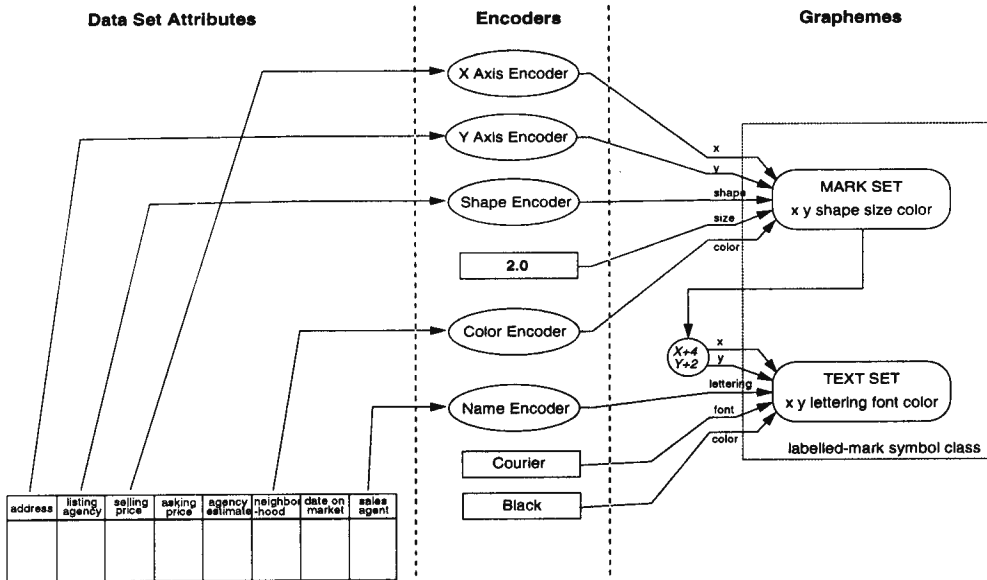 Data Set Attributes
Encoders
Graphemes
X Axis Encoder
Y Axis Encoder
Shape Encoder
2.0
Color Encoder
Name Encoder
Courier
Black
x
y
shape
size
color
MARK SET
x y shape size color
X+4
Y+2
x
y
lettering
font
color
TEXT SET
x y lettering font color
labelled-mark symbol class
address
listing
agency
selling
price
asking
price
agency
estimate
neighbor
-hood
date on
market
sales
agent